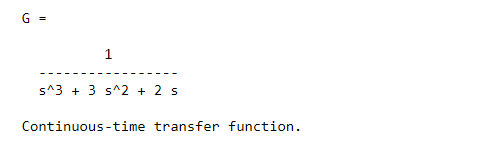 G =
1
-----------------
s^3 + 3 s^2 + 2 s
Continuous-time transfer function.